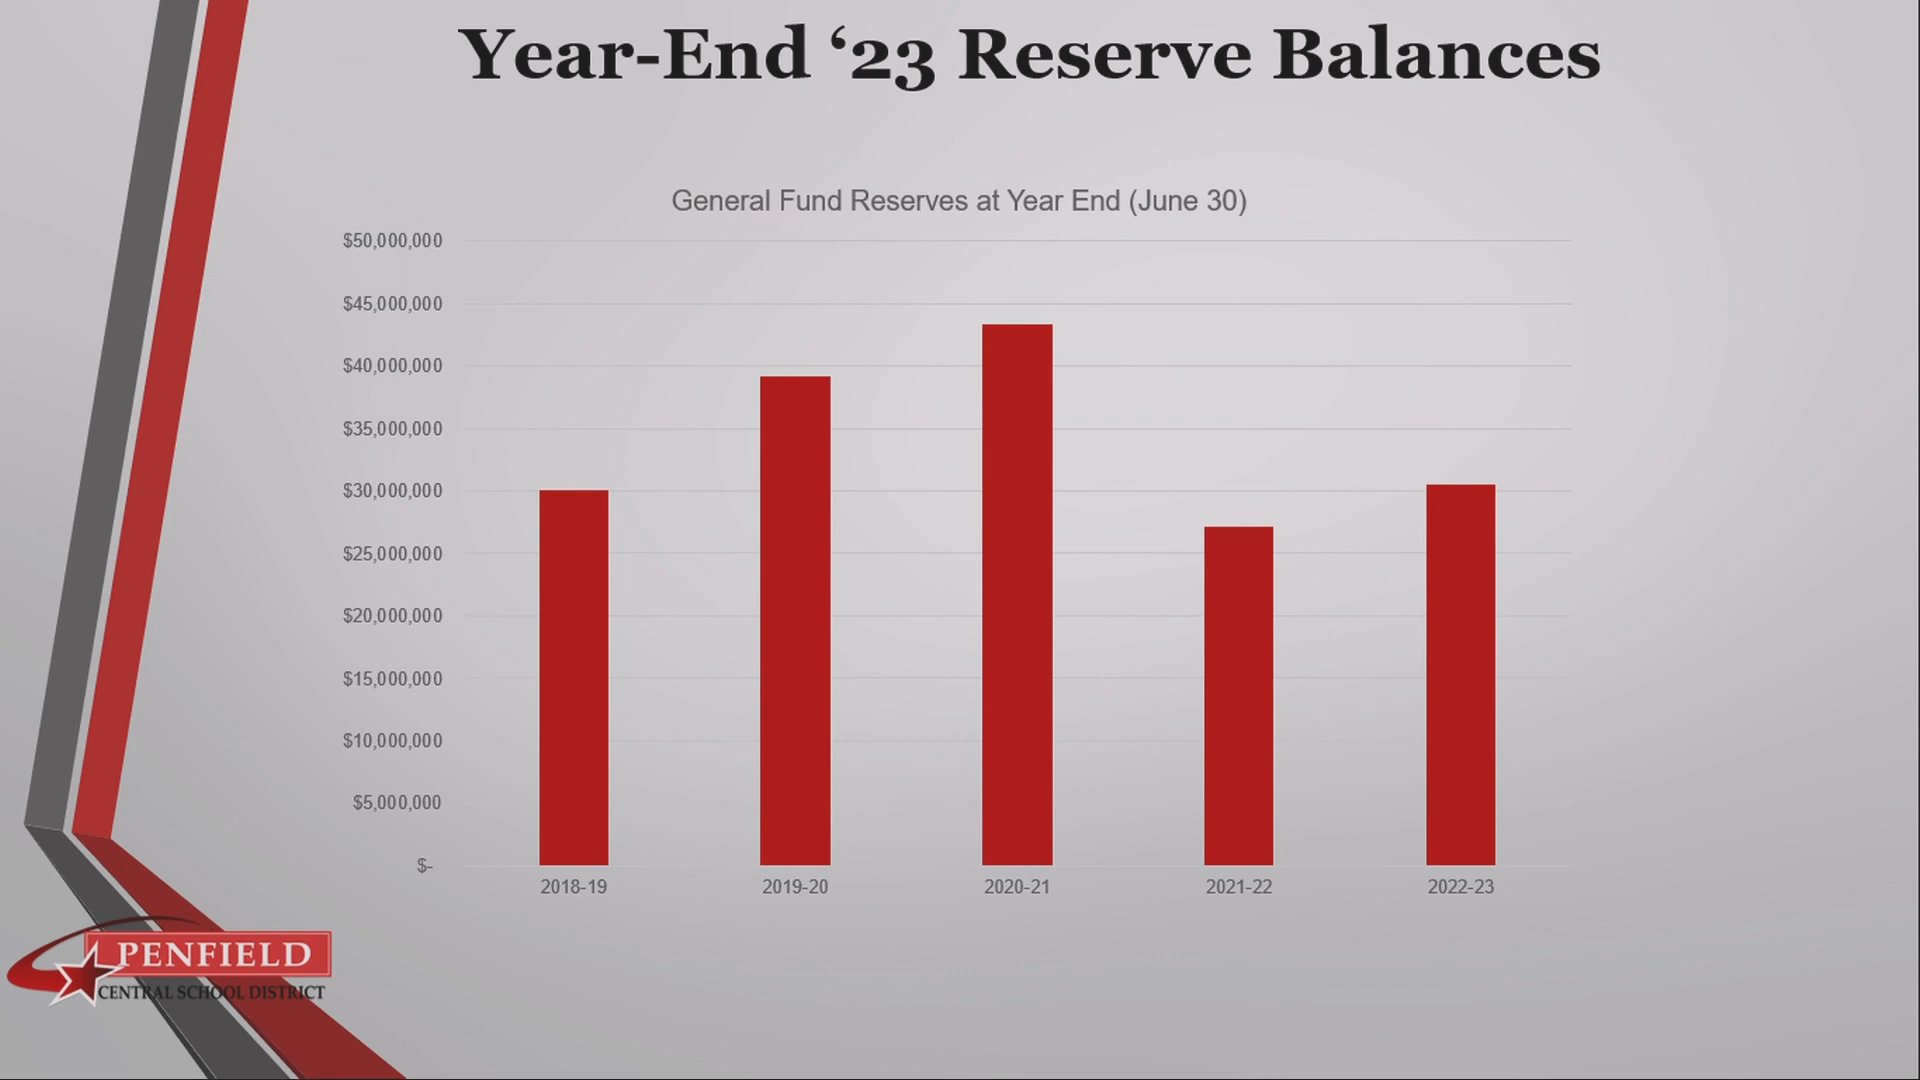 Year-End ‘23 Reserve Balances
General Fund Reserves at Year End (June 30)
$50,000,000
$45,000,000
$40,000,000
$35,000,000
$30,000,000
$25,000,000
$20,000,000
$15,000,000
$10,000,000
$5,000,000
$-
2018-19 2019-20 2020-21 2021-22 2022-23
PENFIELD
CENTRAL SCHOOL DISTRICT